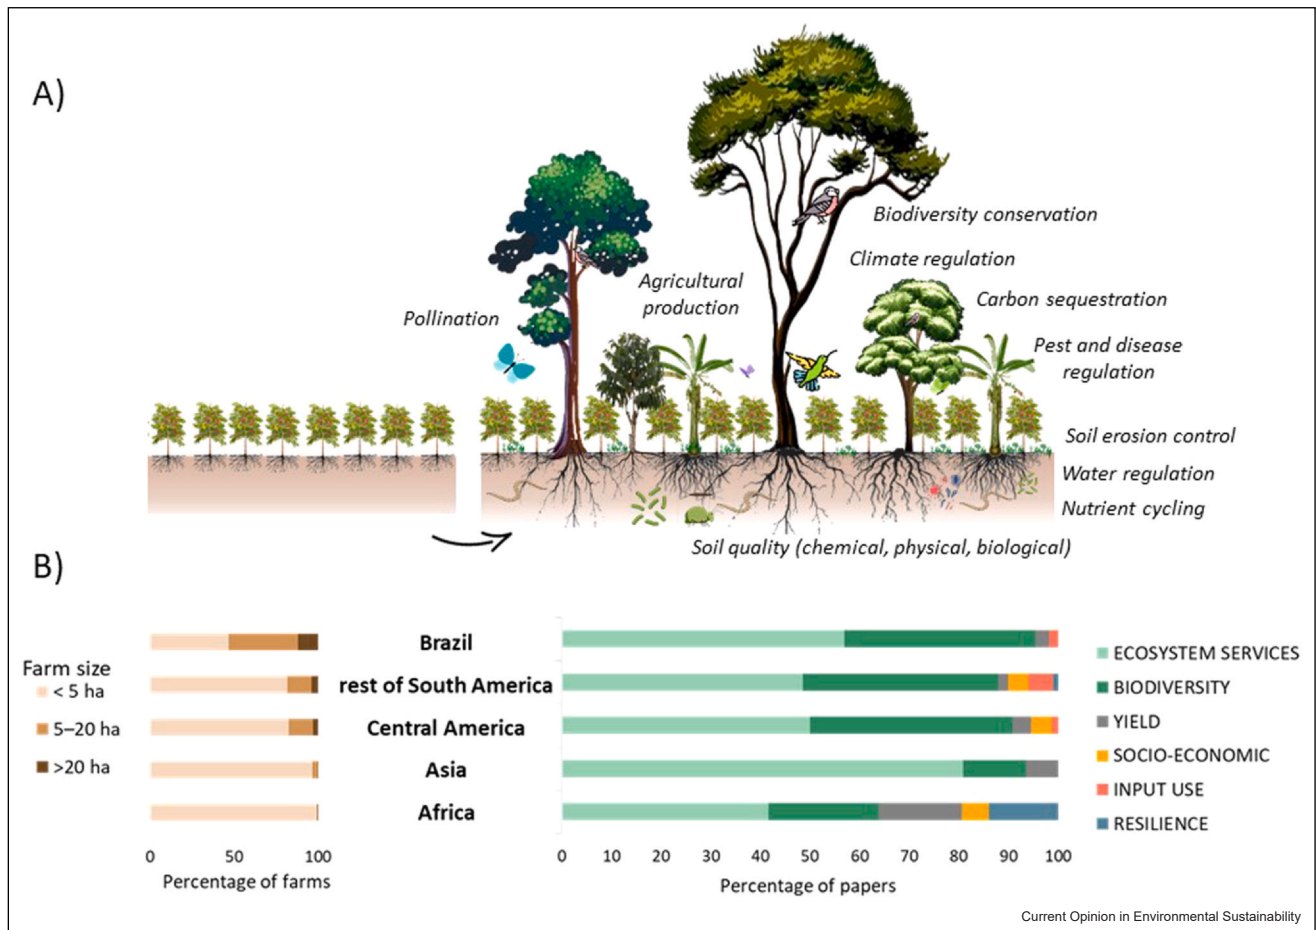 A)
Biodiversity conservation
Climate regulation
Agricultural
production
Carbon sequestration
Pollination
Pest and disease
regulation
Soil erosion control
Water regulation
Nutrient cycling
Soil quality (chemical, physical, biological)
B)
Farm size
< 5 ha
5–20 ha
>20 ha
Brazil
rest of South America
Central America
Asia
Africa
0 50 100
Percentage of farms
0 10 20 30 40 50 60 70 80 90 100
Percentage of papers
ECOSYSTEM SERVICES
BIODIVERSITY
YIELD
SOCIO-ECONOMIC
INPUT USE
RESILIENCE
Current Opinion in Environmental Sustainability